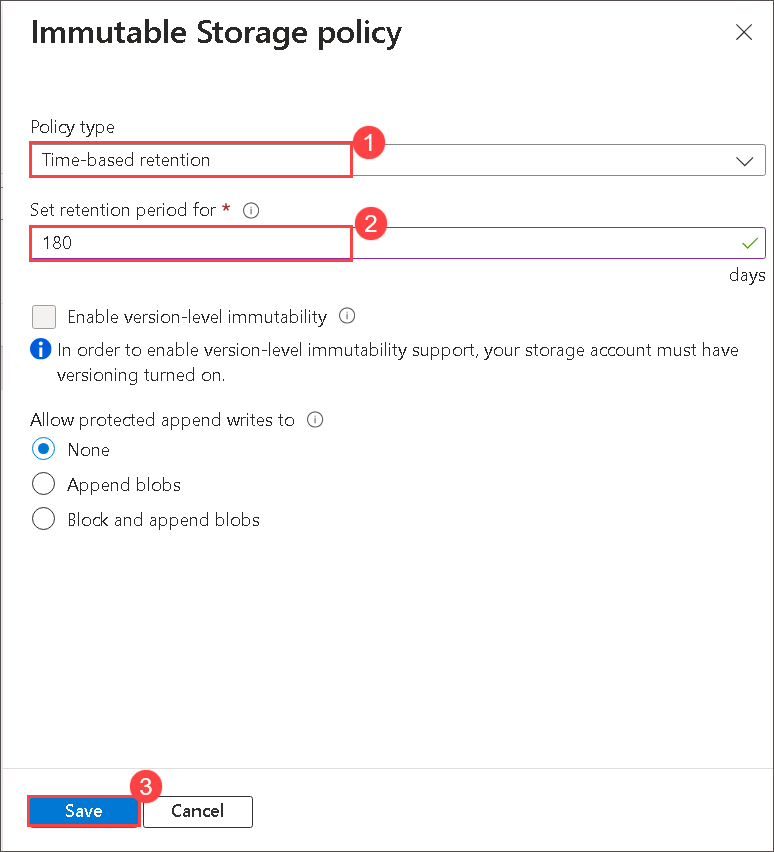 Immutable Storage policy
Policy type
1
Time-based retention
Set retention period for *
2
180
days
Enable version-level immutability
In order to enable version-level immutability support, your storage account must have
versioning turned on.
Allow protected append writes to
None
Append blobs
Block and append blobs
3
Save
Cancel